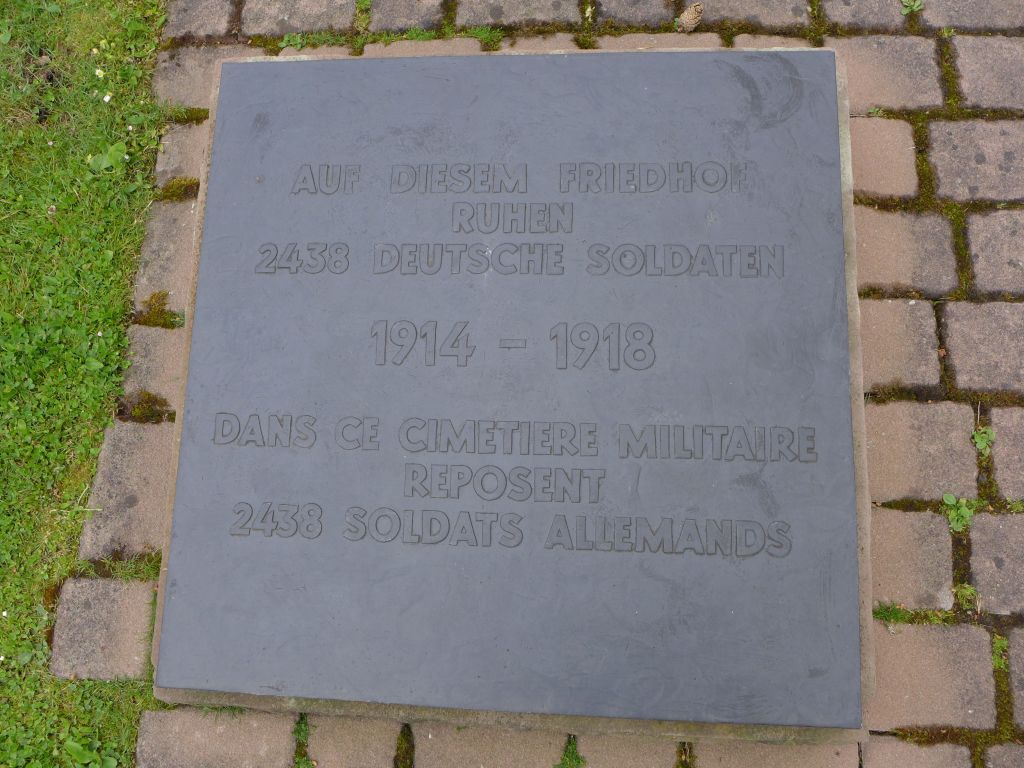 AUF DIESEM FRIEDHOF
RUHEN
2438 DEUTSCHE SOLDATEN
1914 - 1918
DANS CE CIMETIERE MILITAIRE
REPOSENT
2438 SOLDATS ALLEMANDS